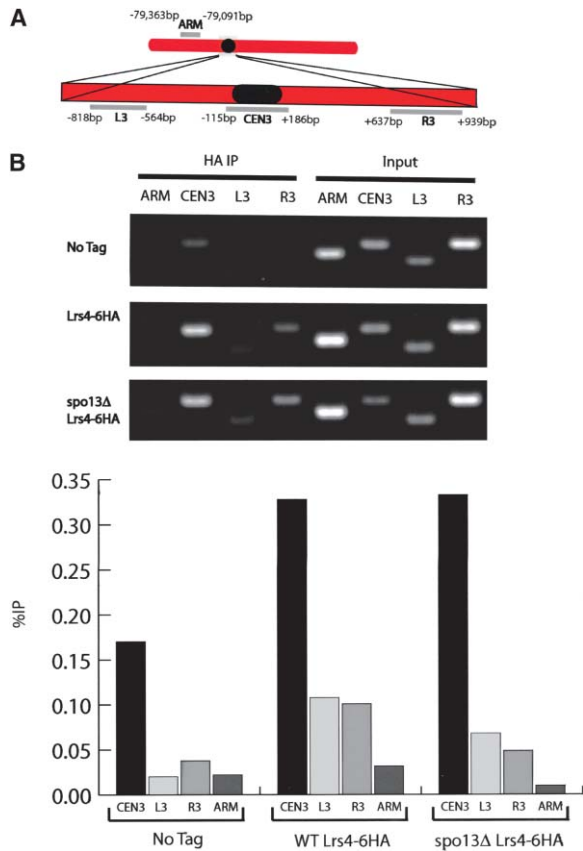 A
-79,363bp -79,091bp
ARM
-818bp L3 -564bp -115bp CEN3 +186bp +637bp R3 +939bp
B
HA IP Input
ARM CEN3 L3 R3 ARM CEN3 L3 R3
No Tag
Lrs4-6HA
spo13Δ
Lrs4-6HA
0.35
0.30
0.25
0.20
0.15
0.10
0.05
0.00
%IP
CEN3 L3 R3 ARM CEN3 L3 R3 ARM CEN3 L3 R3 ARM
No Tag WT Lrs4-6HA spo13Δ Lrs4-6HA